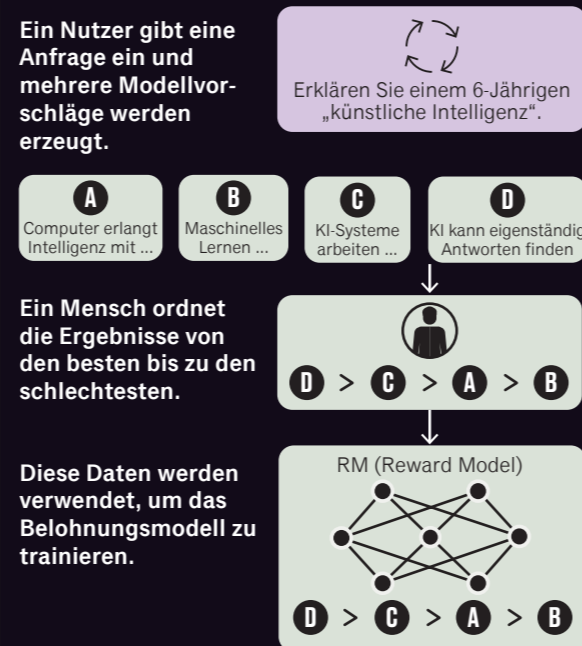 Ein Nutzer gibt eine
Anfrage ein und
mehrere Modellvor-
schläge werden
erzeugt.
Erklären Sie einem 6-Jährigen
„künstliche Intelligenz“.
A
Computer erlangt
Intelligenz mit ...
B
Maschinelles
Lernen ...
C
KI-Systeme
arbeiten ...
D
KI kann eigenständig
Antworten finden
Ein Mensch ordnet
die Ergebnisse von
den besten bis zu den
schlechtesten.
D > C > A > B
Diese Daten werden
verwendet, um das
Belohnungsmodell zu
trainieren.
RM (Reward Model)
D > C > A > B